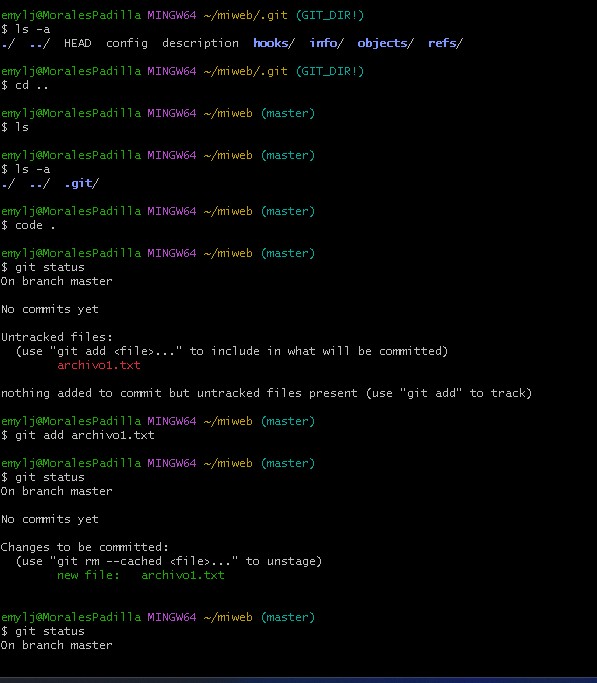 emylj@MoralesPadilla MINGW64 ~/miweb/.git (GIT_DIR!)
$ ls -a
./  ../  HEAD  config  description  hooks/  info/  objects/  refs/
emylj@MoralesPadilla MINGW64 ~/miweb/.git (GIT_DIR!)
$ cd ..
emylj@MoralesPadilla MINGW64 ~/miweb (master)
$ ls
emylj@MoralesPadilla MINGW64 ~/miweb (master)
$ ls -a
./  ../  .git/
emylj@MoralesPadilla MINGW64 ~/miweb (master)
$ code .
emylj@MoralesPadilla MINGW64 ~/miweb (master)
$ git status
On branch master
No commits yet
Untracked files:
  (use "git add <file>..." to include in what will be committed)
        archivo1.txt
nothing added to commit but untracked files present (use "git add" to track)
emylj@MoralesPadilla MINGW64 ~/miweb (master)
$ git add archivo1.txt
emylj@MoralesPadilla MINGW64 ~/miweb (master)
$ git status
On branch master
No commits yet
Changes to be committed:
  (use "git rm --cached <file>..." to unstage)
        new file:   archivo1.txt
emylj@MoralesPadilla MINGW64 ~/miweb (master)
$ git status
On branch master